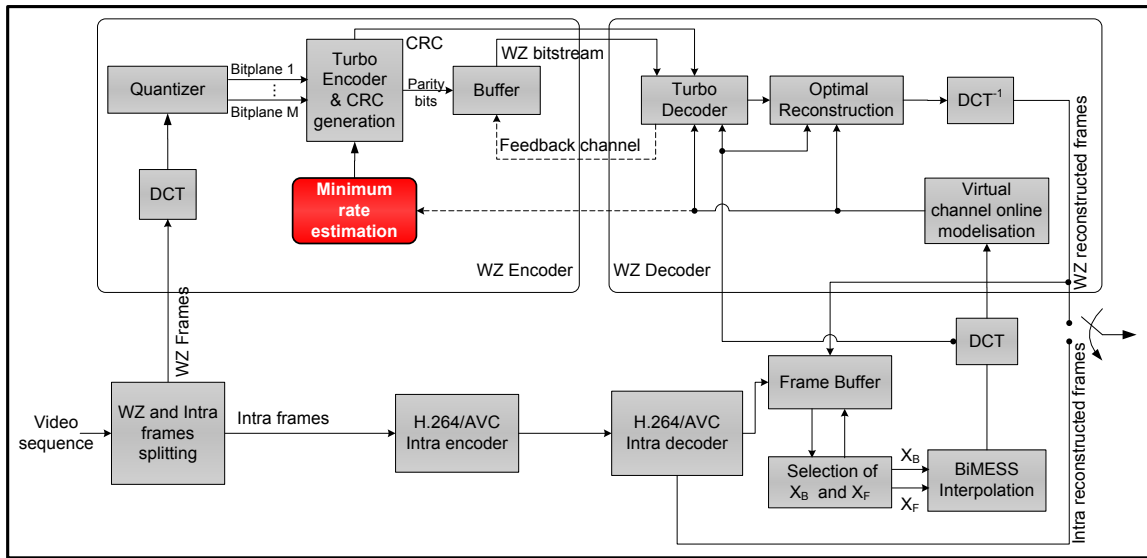 CRC
WZ bitstream
Quantizer
Bitplane 1
⋮
Bitplane M
Turbo
Encoder
& CRC
generation
Parity
bits
Buffer
Turbo
Decoder
Optimal
Reconstruction
DCT-1
Feedback channel
DCT
Minimum
rate
estimation
Virtual
channel online
modelisation
WZ reconstructed frames
WZ Encoder
WZ Decoder
WZ Frames
DCT
Frame Buffer
Video
sequence
WZ and Intra
frames
splitting
Intra frames
H.264/AVC
Intra encoder
H.264/AVC
Intra decoder
Selection of
XB and XF
XB
XF
BiMESS
Interpolation
Intra reconstructed frames